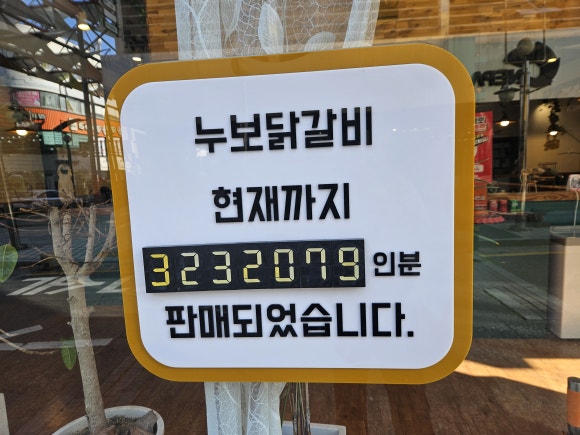 누보닭갈비
현재까지
3232079 인분
판매되었습니다.